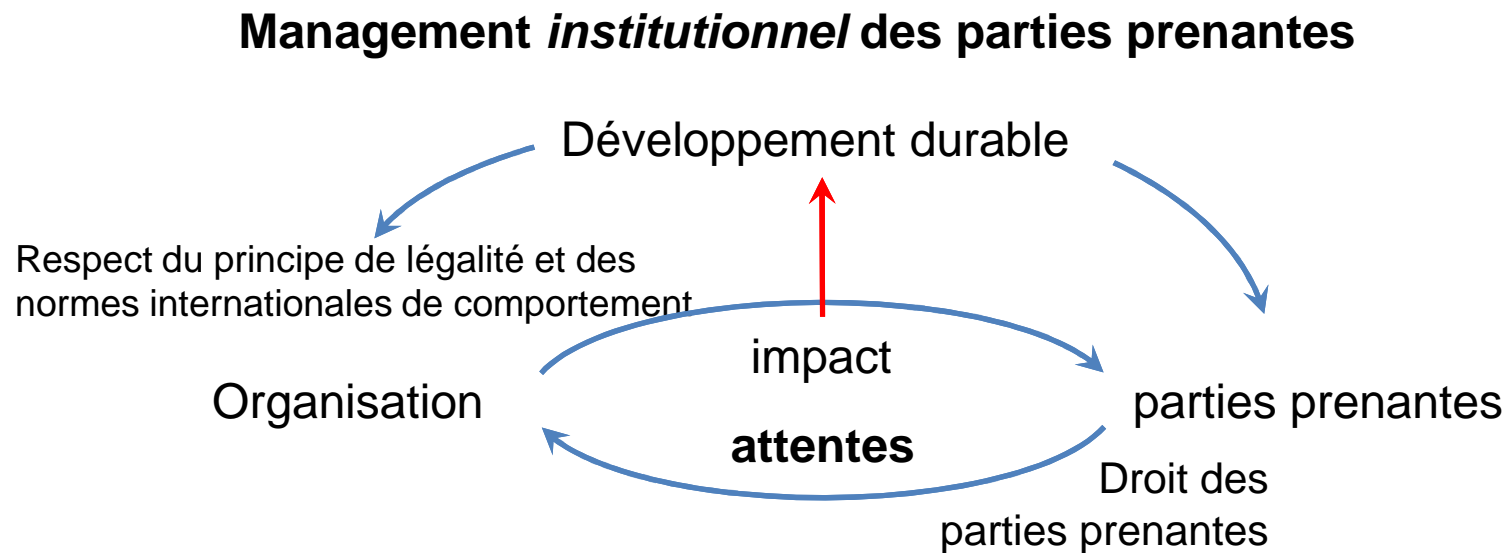 Management institutionnel des parties prenantes
Développement durable
Respect du principe de légalité et des
normes internationales de comportement
impact
Organisation
parties prenantes
attentes
Droit des
parties prenantes